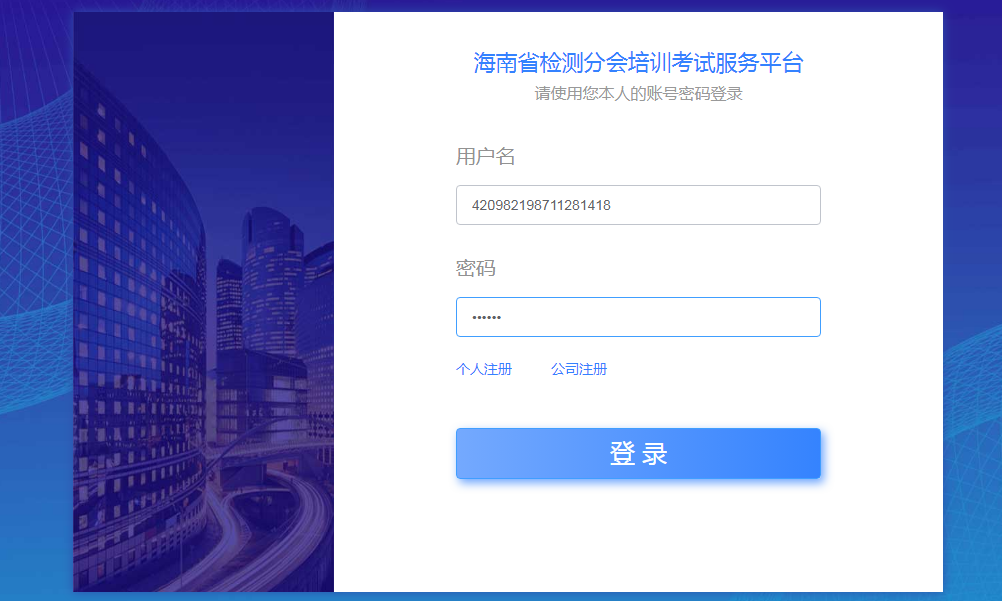 海南省检测分会培训考试服务平台
请使用您本人的账号密码登录
用户名
420982198711281418
密码
••••••
个人注册 公司注册
登 录